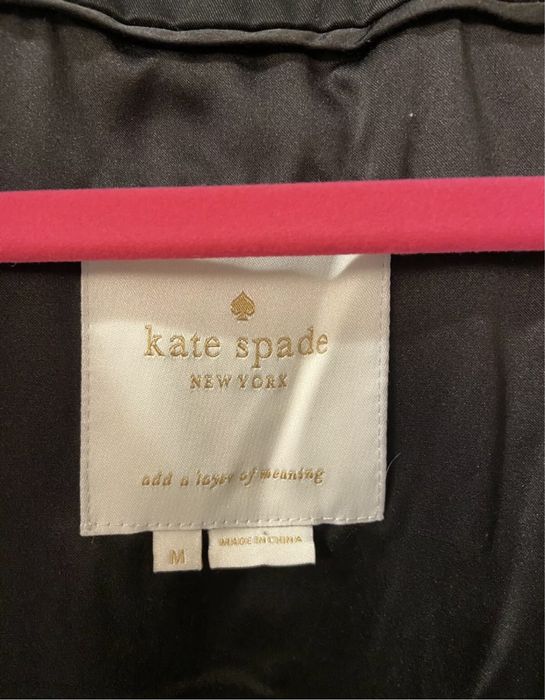 kate spade
NEW YORK
add a layer of meaning
M
MADE IN CHINA